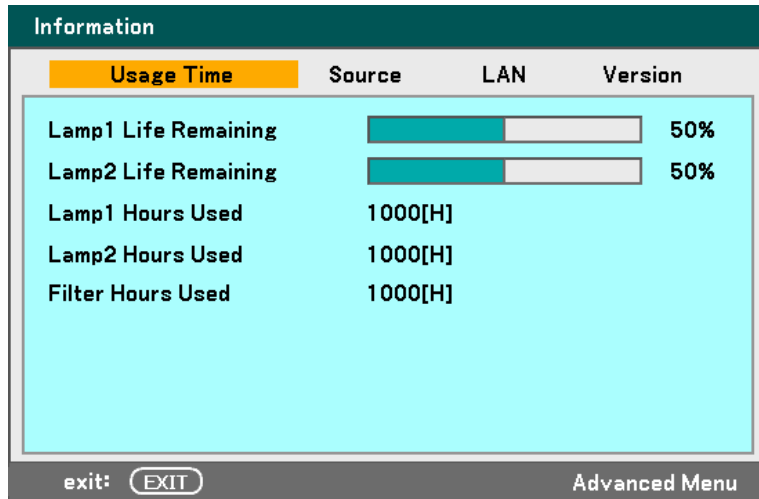 Information
Usage Time Source LAN Version
Lamp1 Life Remaining 50%
Lamp2 Life Remaining 50%
Lamp1 Hours Used 1000[H]
Lamp2 Hours Used 1000[H]
Filter Hours Used 1000[H]
exit: EXIT Advanced Menu